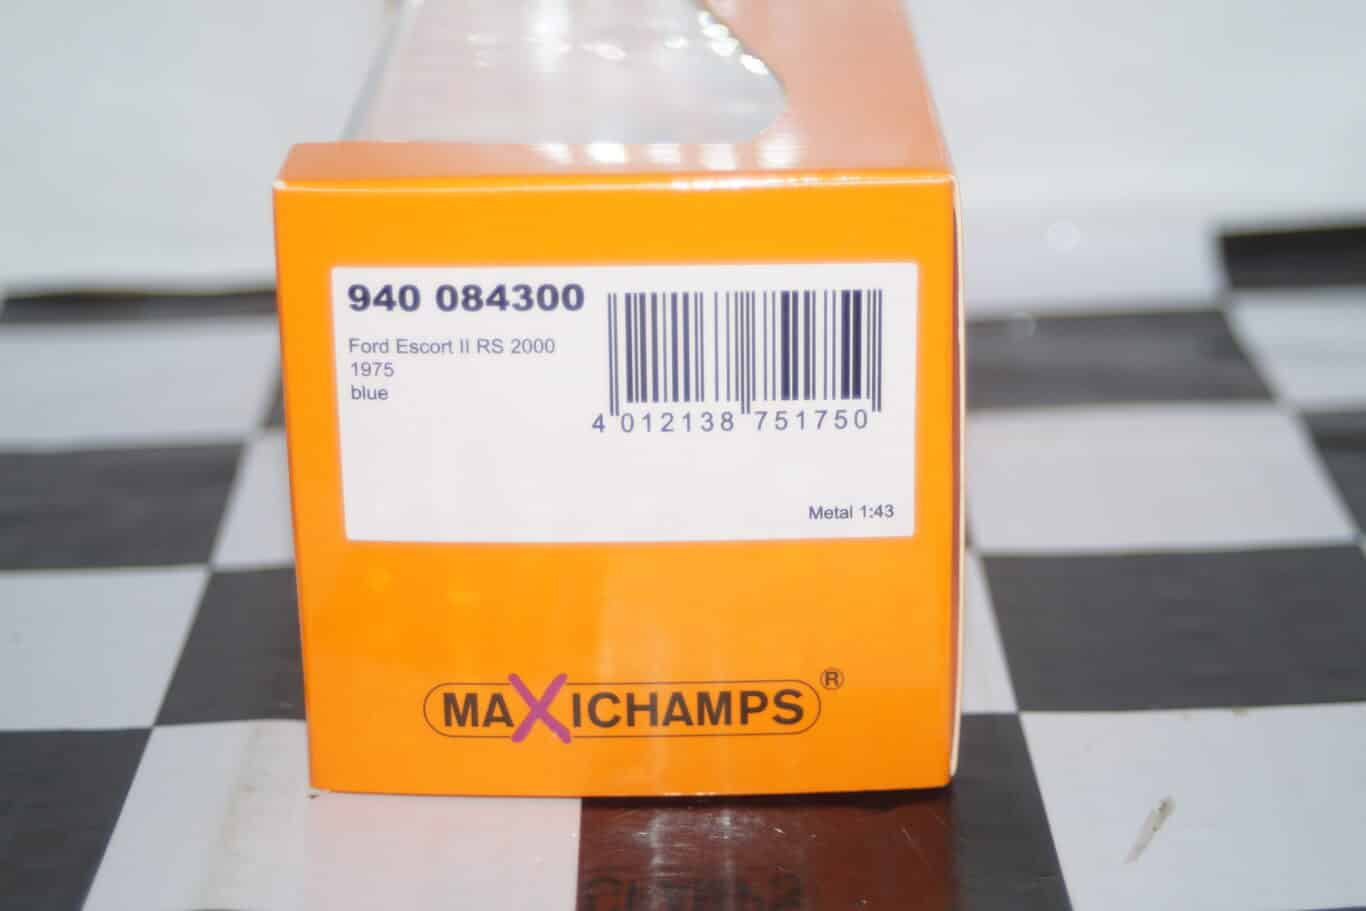 940 084300
Ford Escort II RS 2000
1975
blue
4 012138 751750
Metal 1:43
MAXICHAMPS®